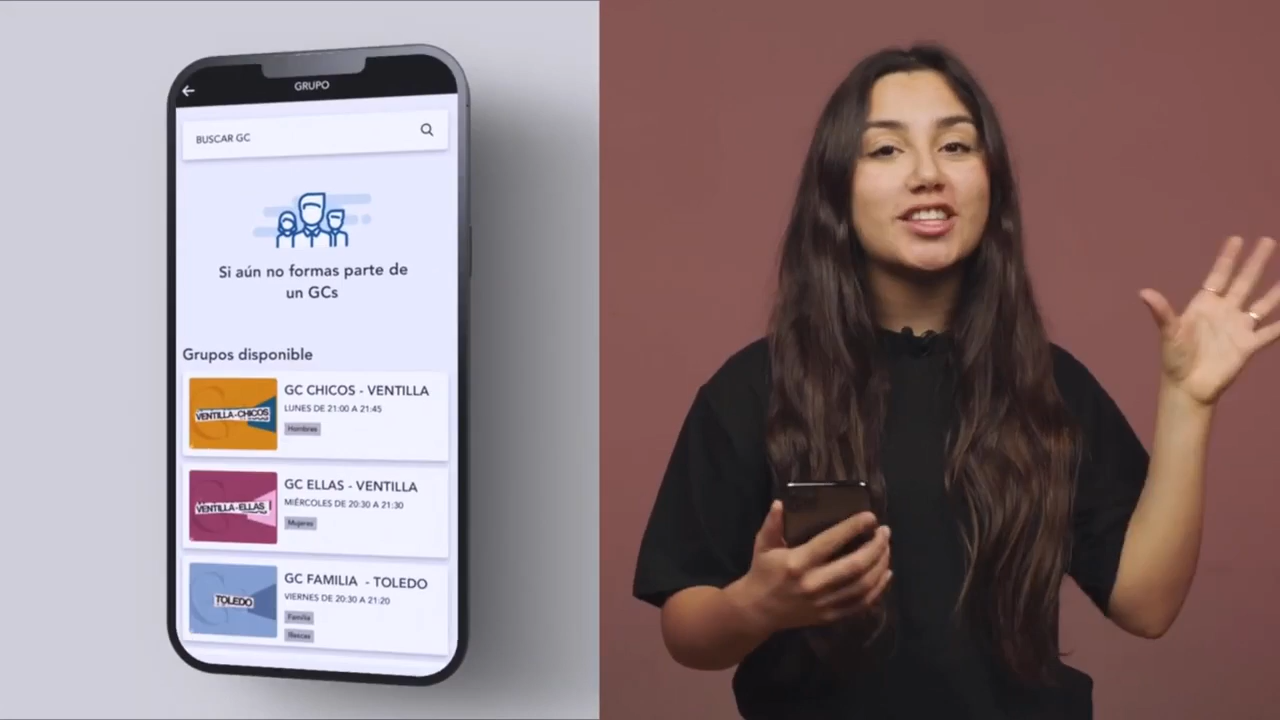 GRUPO
BUSCAR GC
Si aún no formas parte de
un GCs
Grupos disponible
VENTILLA-CHICOS
GC CHICOS - VENTILLA
LUNES DE 21:00 A 21:45
Hombres
VENTILLA-ELLAS
GC ELLAS - VENTILLA
MIÉRCOLES DE 20:30 A 21:30
Mujeres
TOLEDO
GC FAMILIA - TOLEDO
VIERNES DE 20:30 A 21:20
Familia
Illescas